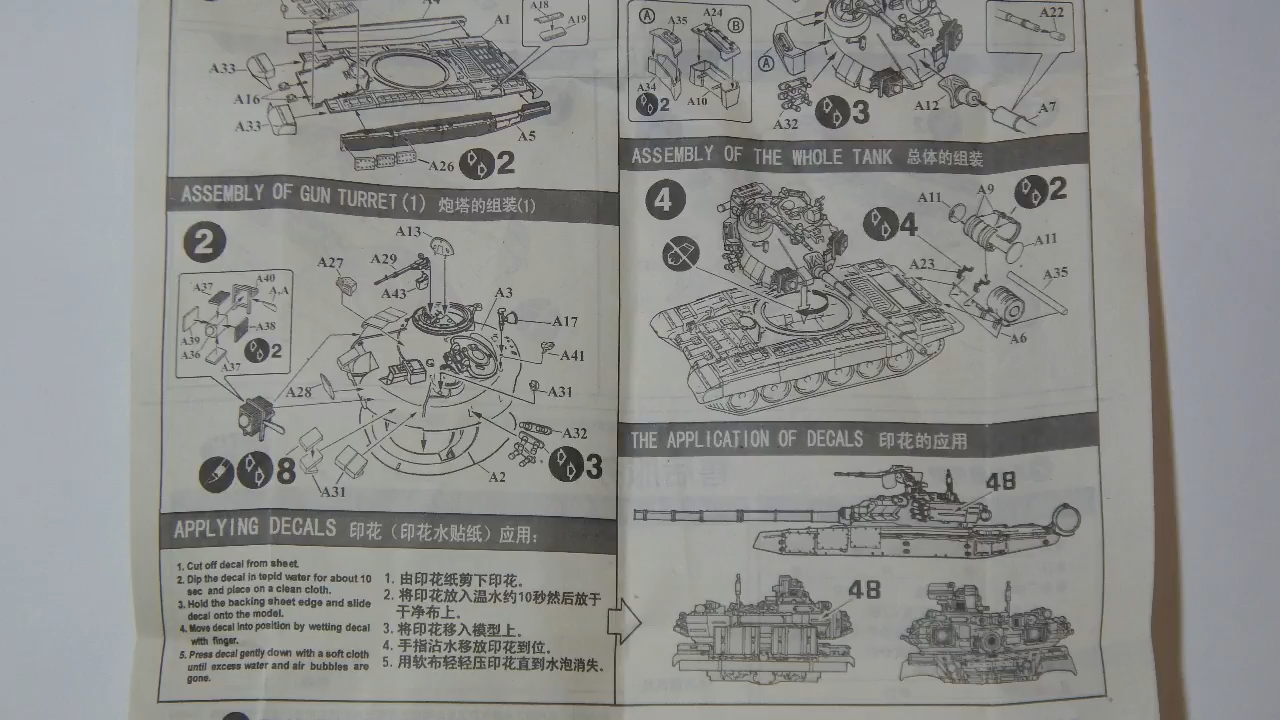 A4
A1
A18
A19
A33
A16
A33
A5
A26
2
ASSEMBLY OF GUN TURRET(1) 炮塔的组装(1)
2
A13
A27
A29
A43
A3
A17
A41
A31
A32
3
A2
A40
A37
A.A
A38
A39
A36
A37
2
A28
8
A31
APPLYING DECALS 印花(印花水贴纸)应用:
1. Cut off decal from sheet.
2. Dip the decal in tepid water for about 10
sec and place on a clean cloth.
3. Hold the backing sheet edge and slide
decal onto the model.
4. Move decal into position by wetting decal
with finger.
5. Press decal gently down with a soft cloth
until excess water and air bubbles are
gone.
1. 由印花纸剪下印花。
2. 将印花放入温水约10秒然后放于
干净布上。
3. 将印花移入模型上。
4. 手指沾水移放印花到位。
5. 用软布轻轻压印花直到水泡消失。
A
A35
A24
B
A34
2
A10
A
A32
3
A12
A22
A7
ASSEMBLY OF THE WHOLE TANK 总体的组装
4
4
A11
A9
2
A11
A23
A35
A6
THE APPLICATION OF DECALS 印花的应用
48
48